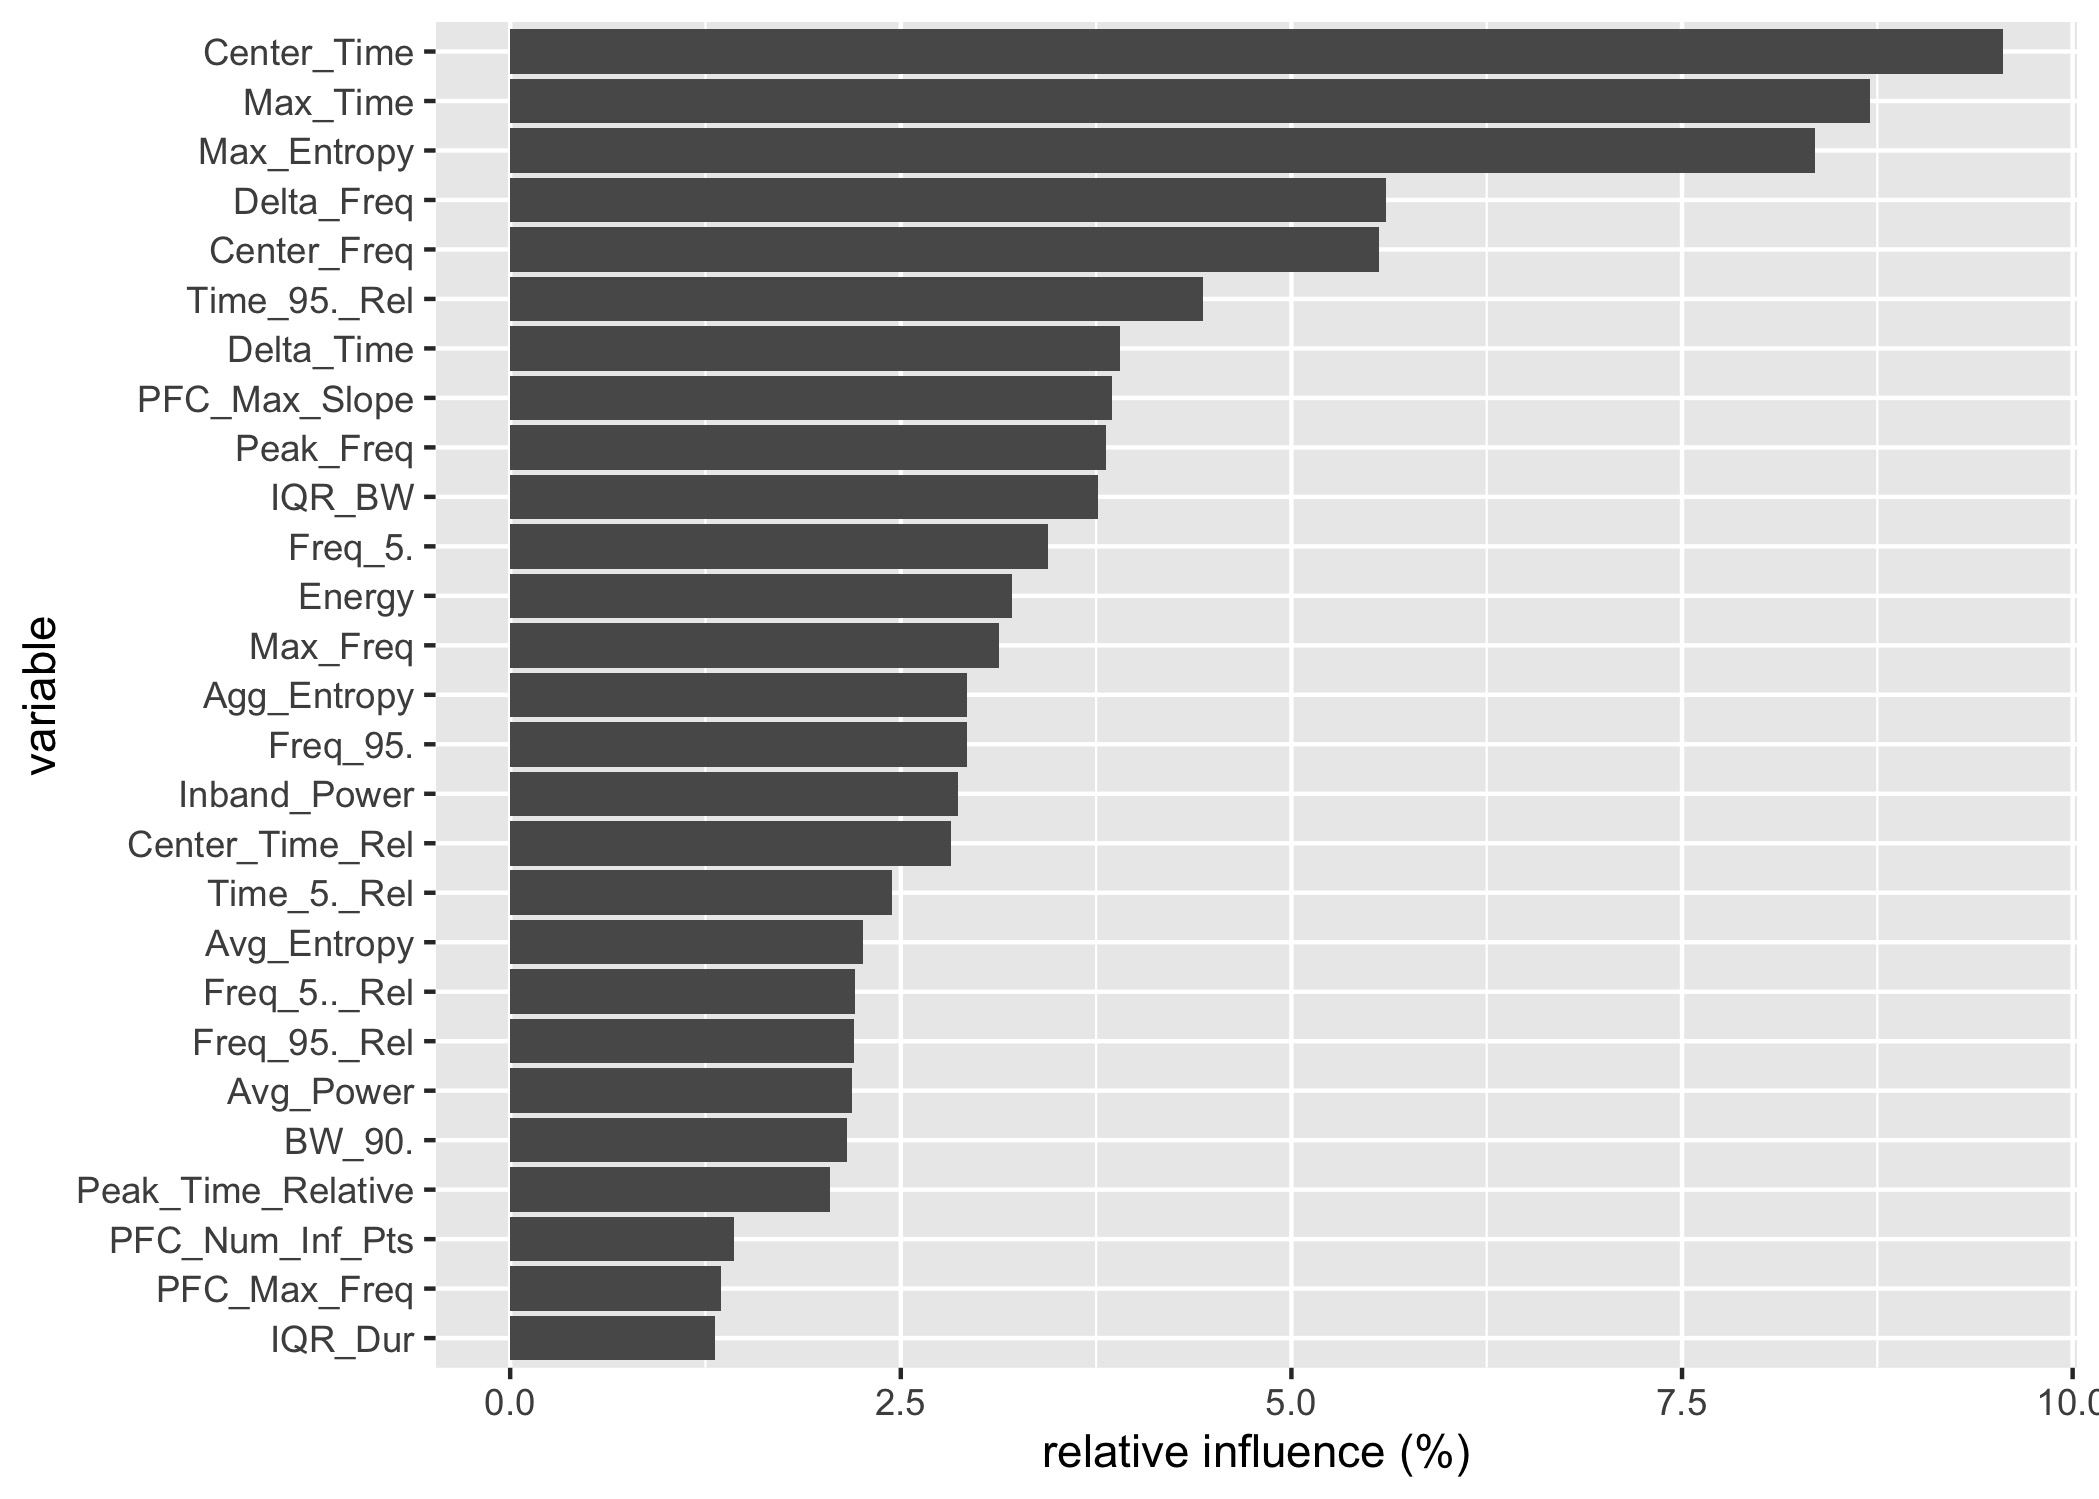 Center_Time
Max_Time
Max_Entropy
Delta_Freq
Center_Freq
Time_95._Rel
Delta_Time
PFC_Max_Slope
Peak_Freq
IQR_BW
Freq_5.
Energy
Max_Freq
Agg_Entropy
Freq_95.
Inband_Power
Center_Time_Rel
Time_5._Rel
Avg_Entropy
Freq_5.._Rel
Freq_95._Rel
Avg_Power
BW_90.
Peak_Time_Relative
PFC_Num_Inf_Pts
PFC_Max_Freq
IQR_Dur
variable
0.0 2.5 5.0 7.5 10.0
relative influence (%)